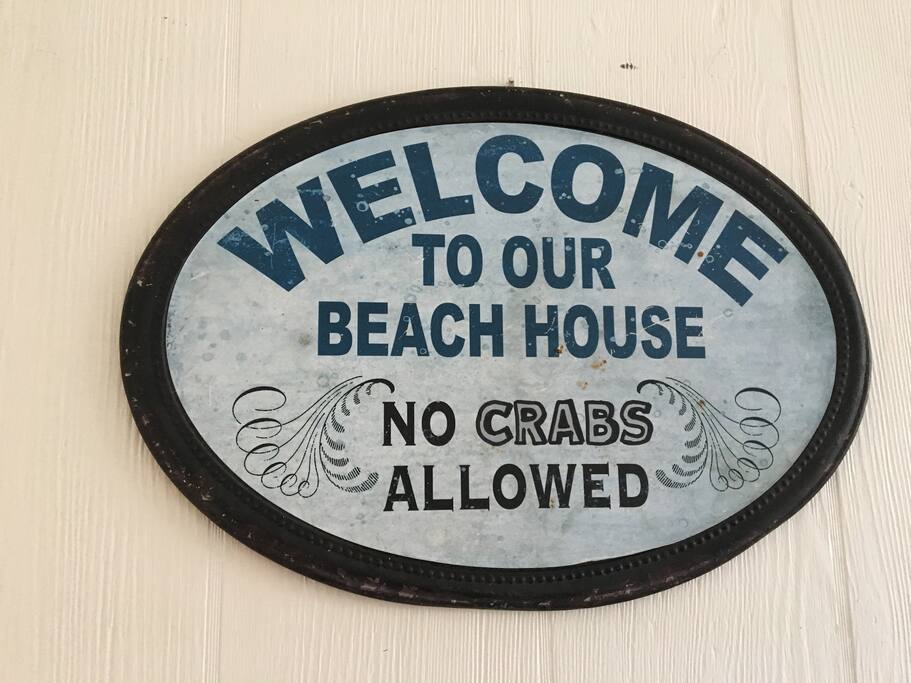 WELCOME
TO OUR
BEACH HOUSE
NO CRABS
ALLOWED